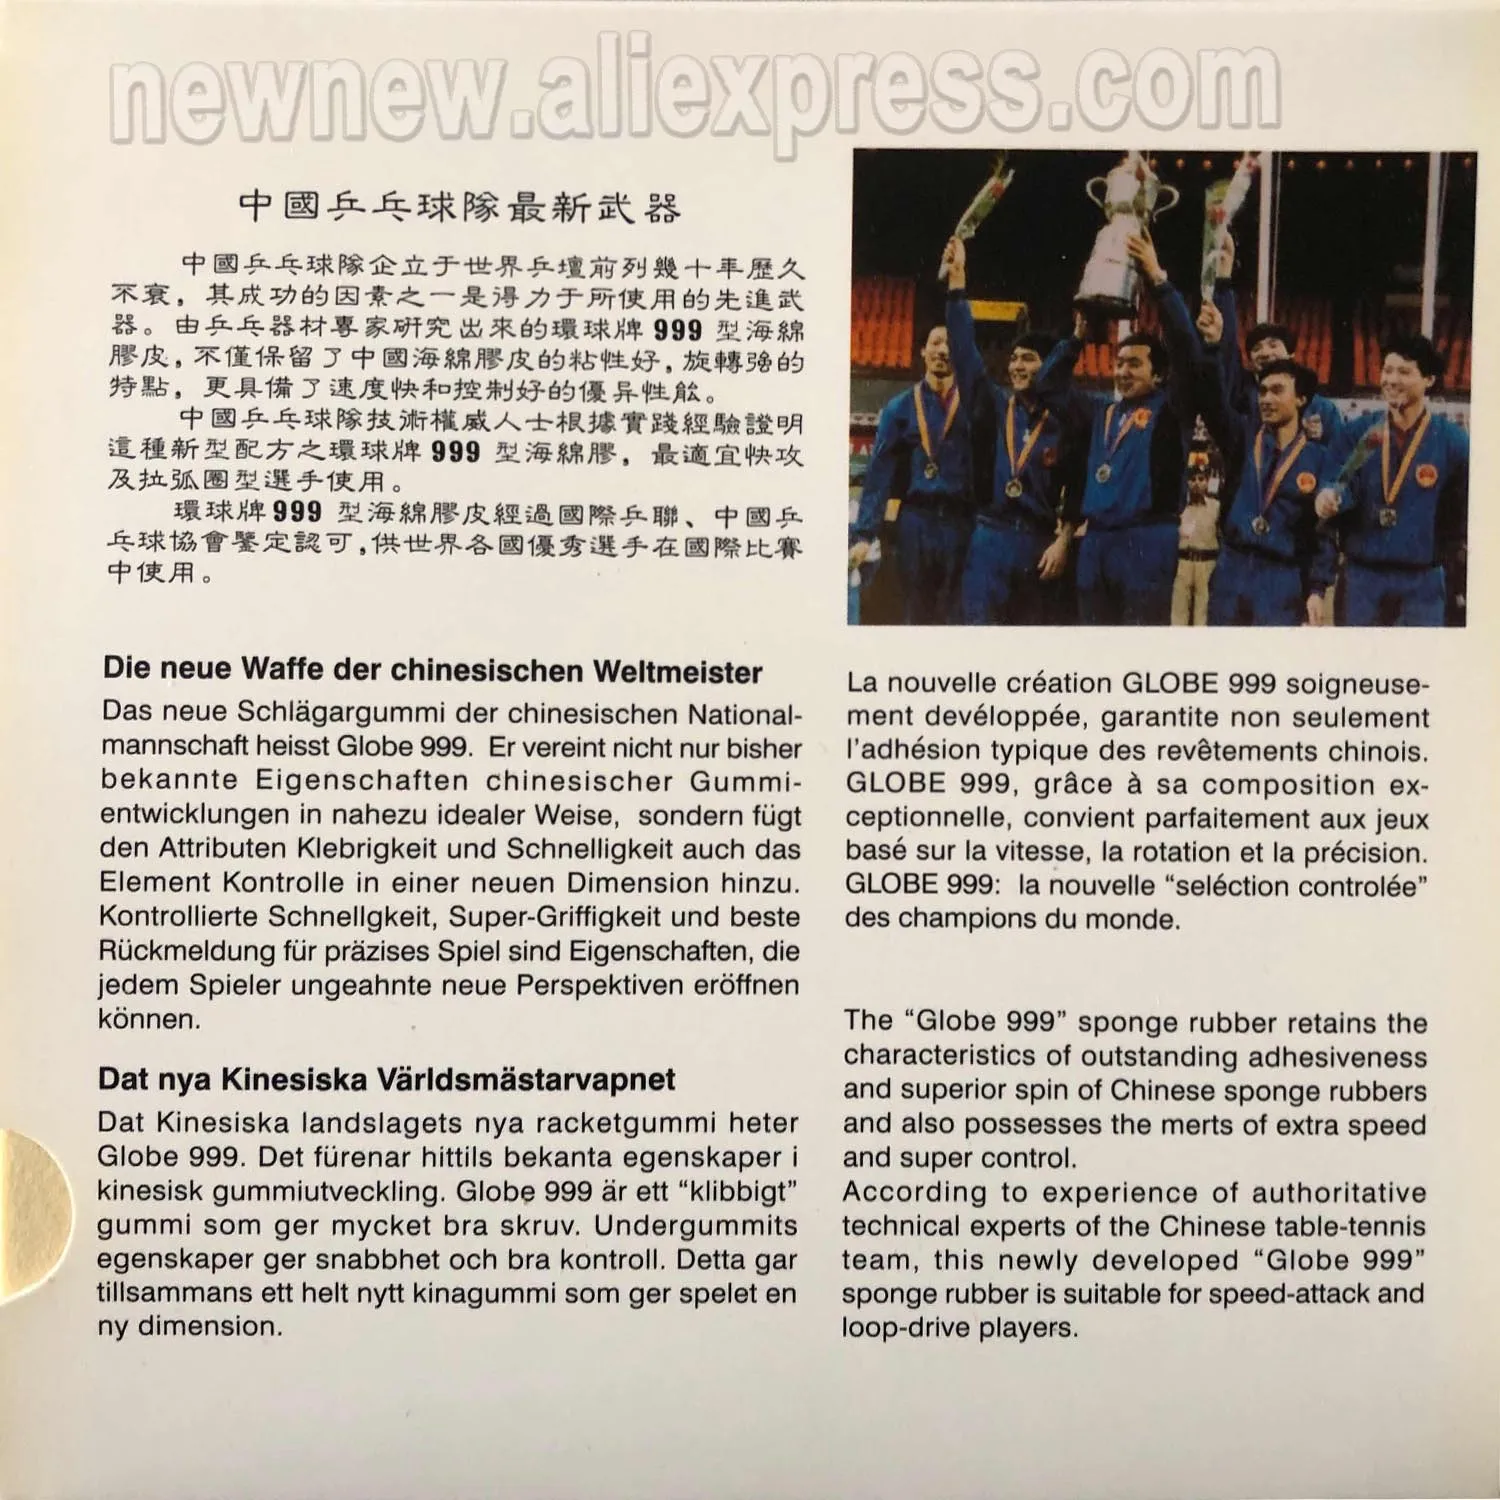 newnew.aliexpress.com
中國乒乓球隊最新武器
中國乒乓球隊企立于世界乒壇前列幾十年歷久
不衰，其成功的因素之一是得力于所使用的先進武
器。由乒乓器材專家研究出來的環球牌 999 型海綿
膠皮，不僅保留了中國海綿膠皮的粘性好，旋轉強的
特點，更具備了速度快和控制好的優异性能。
中國乒乓球隊技術權威人士根據實踐經驗證明
這種新型配方之環球牌 999 型海綿膠，最適宜快攻
及拉弧圈型選手使用。
環球牌 999 型海綿膠皮經過國際乒聯、中國乒
乓球協會鑒定認可，供世界各國優秀選手在國際比賽
中使用。
Die neue Waffe der chinesischen Weltmeister
Das neue Schlägargummi der chinesischen National-
mannschaft heisst Globe 999. Er vereint nicht nur bisher
bekannte Eigenschaften chinesischer Gummi-
entwicklungen in nahezu idealer Weise, sondern fügt
den Attributen Klebrigkeit und Schnelligkeit auch das
Element Kontrolle in einer neuen Dimension hinzu.
Kontrollierte Schnellgkeit, Super-Griffigkeit und beste
Rückmeldung für präzises Spiel sind Eigenschaften, die
jedem Spieler ungeahnte neue Perspektiven eröffnen
können.
Dat nya Kinesiska Världsmästarvapnet
Dat Kinesiska landslagets nya racketgummi heter
Globe 999. Det fürenar hittils bekanta egenskaper i
kinesisk gummiutveckling. Globe 999 är ett “klibbigt”
gummi som ger mycket bra skruv. Undergummits
egenskaper ger snabbhet och bra kontroll. Detta gar
tillsammans ett helt nytt kinagummi som ger spelet en
ny dimension.
La nouvelle création GLOBE 999 soigneuse-
ment devéloppée, garantite non seulement
l’adhésion typique des revêtements chinois.
GLOBE 999, grâce à sa composition ex-
ceptionnelle, convient parfaitement aux jeux
basé sur la vitesse, la rotation et la précision.
GLOBE 999: la nouvelle “seléction controlée”
des champions du monde.
The “Globe 999” sponge rubber retains the
characteristics of outstanding adhesiveness
and superior spin of Chinese sponge rubbers
and also possesses the merts of extra speed
and super control.
According to experience of authoritative
technical experts of the Chinese table-tennis
team, this newly developed “Globe 999”
sponge rubber is suitable for speed-attack and
loop-drive players.